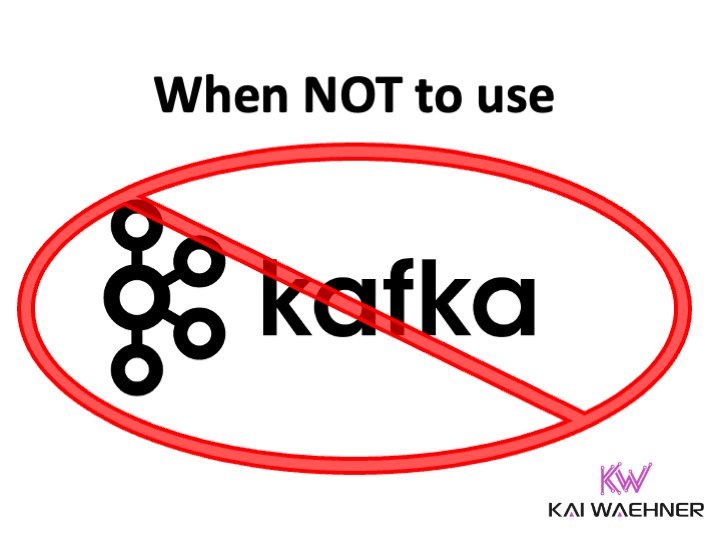 When NOT to use
kafka
KW
KAI WAEHNER